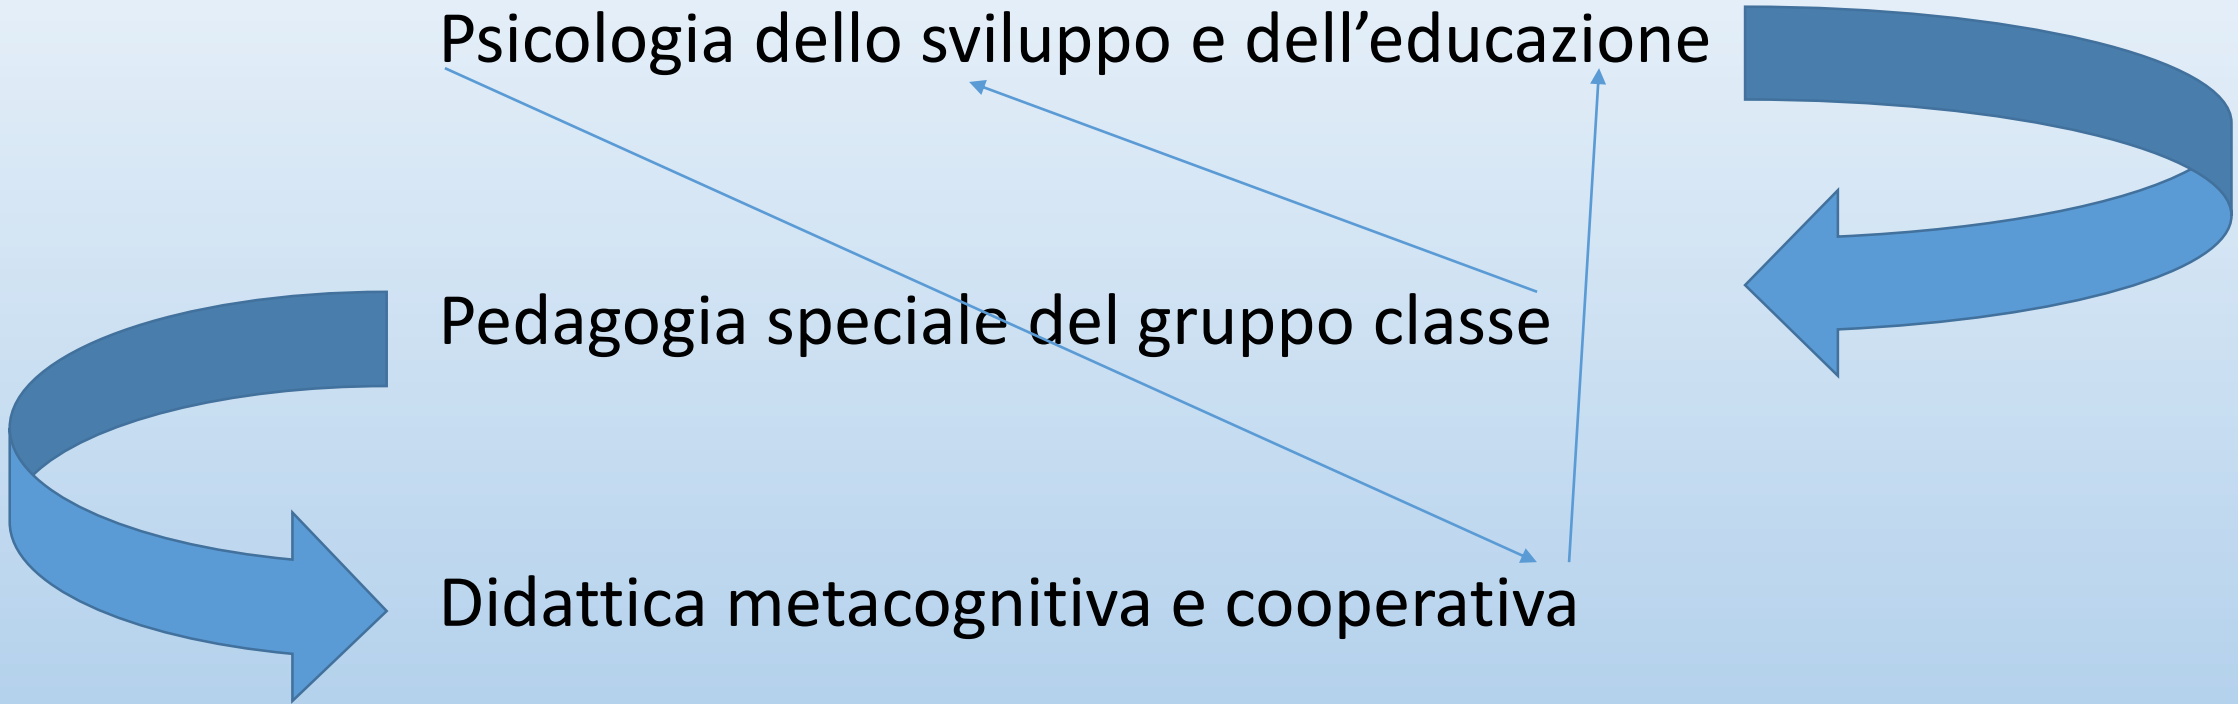 Psicologia dello sviluppo e dell’educazione
Pedagogia speciale del gruppo classe
Didattica metacognitiva e cooperativa